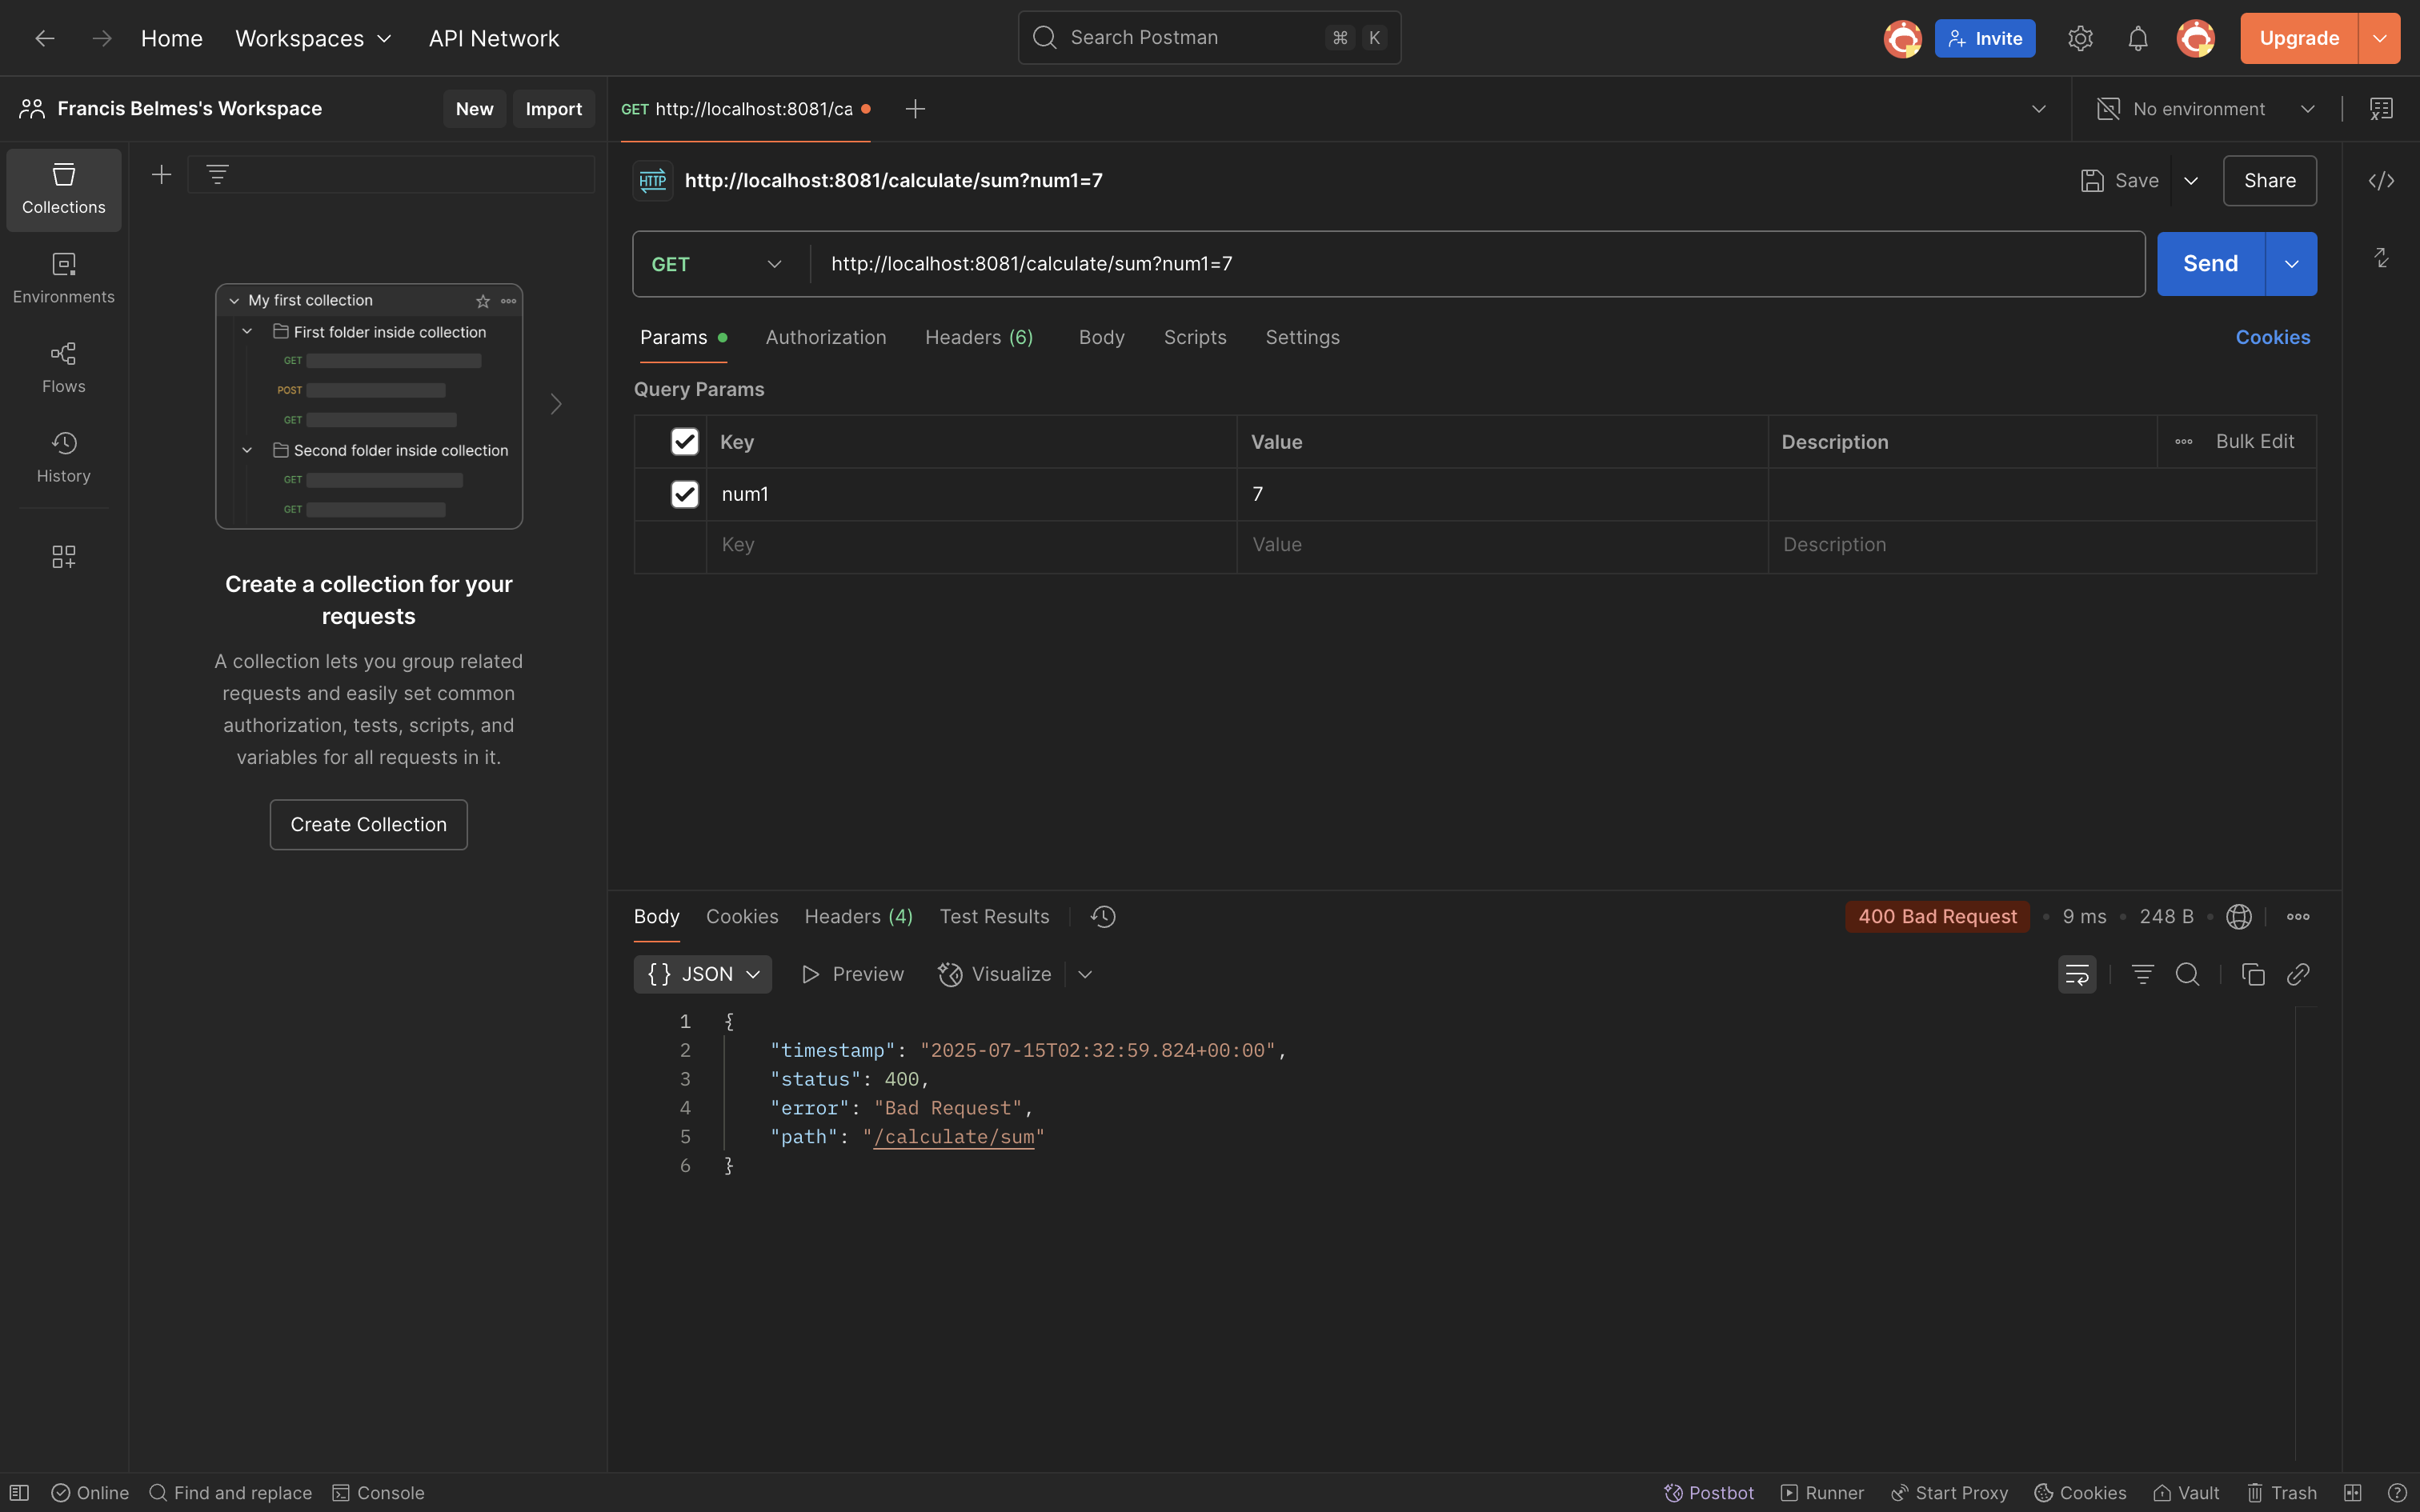 Home Workspaces API Network
Search Postman ⌘ K
Invite
Upgrade
Francis Belmes's Workspace New Import
GET http://localhost:8081/ca
No environment
Collections
Environments
Flows
History
My first collection
First folder inside collection
GET
POST
GET
Second folder inside collection
GET
GET
Create a collection for your
requests
A collection lets you group related
requests and easily set common
authorization, tests, scripts, and
variables for all requests in it.
Create Collection
HTTP http://localhost:8081/calculate/sum?num1=7
Save Share
GET http://localhost:8081/calculate/sum?num1=7 Send
Params Authorization Headers (6) Body Scripts Settings Cookies
Query Params
Key Value Description Bulk Edit
num1 7
Key Value Description
Body Cookies Headers (4) Test Results 400 Bad Request 9 ms 248 B
{} JSON Preview Visualize
1 {
2 "timestamp": "2025-07-15T02:32:59.824+00:00",
3 "status": 400,
4 "error": "Bad Request",
5 "path": "/calculate/sum"
6 }
Online Find and replace Console Postbot Runner Start Proxy Cookies Vault Trash